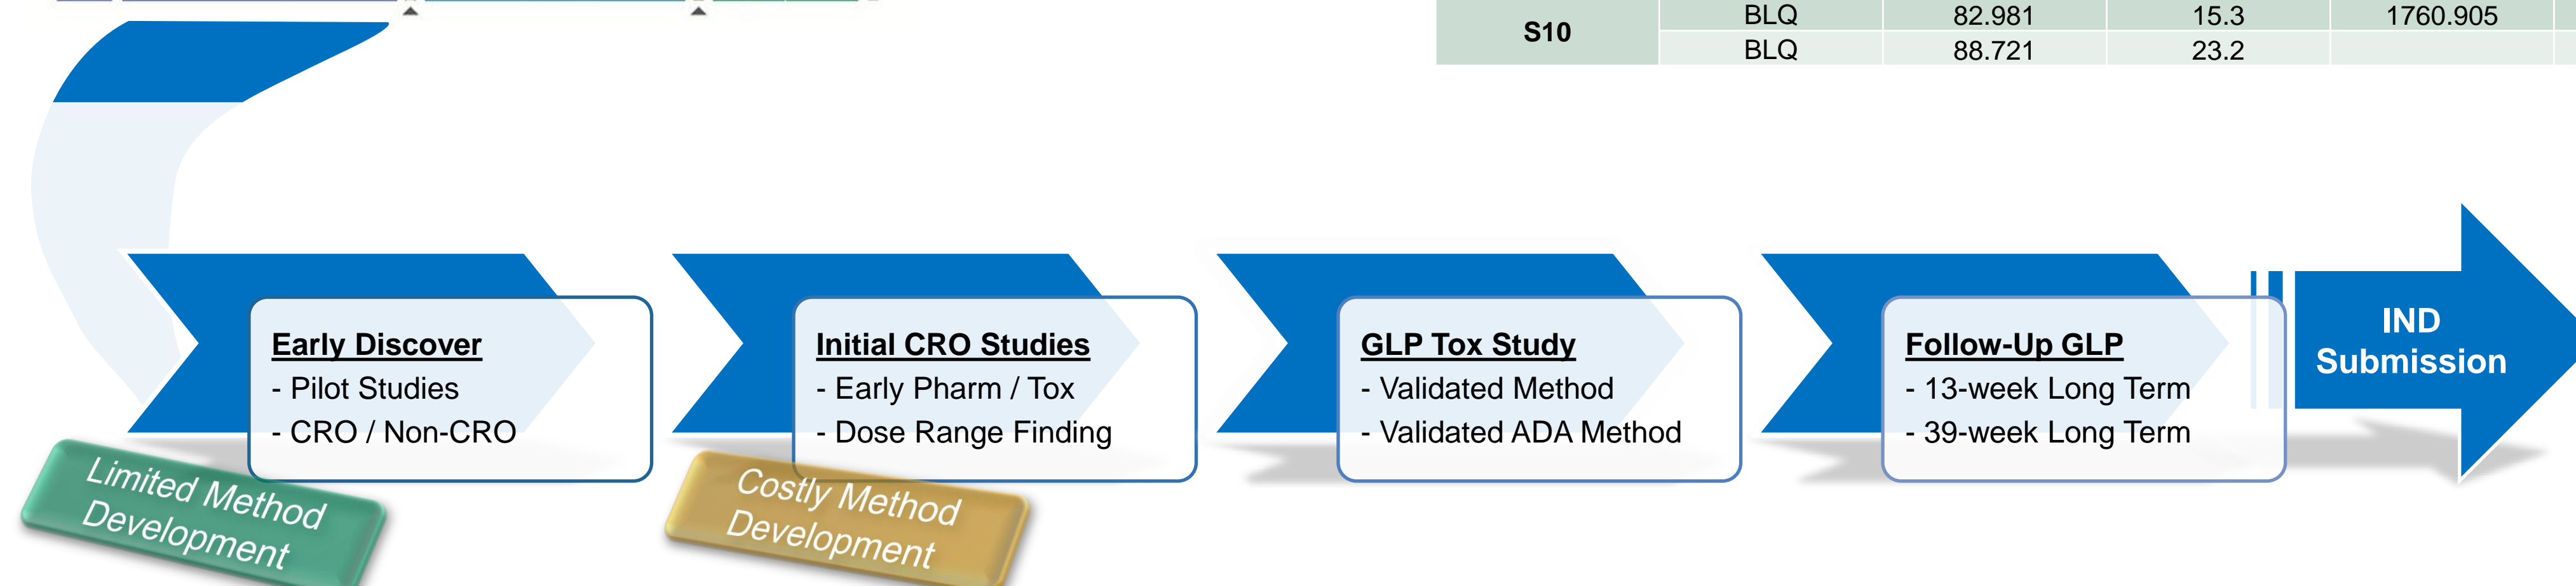 S10
BLQ 82.981 15.3 1760.905
BLQ 88.721 23.2
Early Discover
- Pilot Studies
- CRO / Non-CRO
Limited Method
Development
Initial CRO Studies
- Early Pharm / Tox
- Dose Range Finding
Costly Method
Development
GLP Tox Study
- Validated Method
- Validated ADA Method
Follow-Up GLP
- 13-week Long Term
- 39-week Long Term
IND
Submission